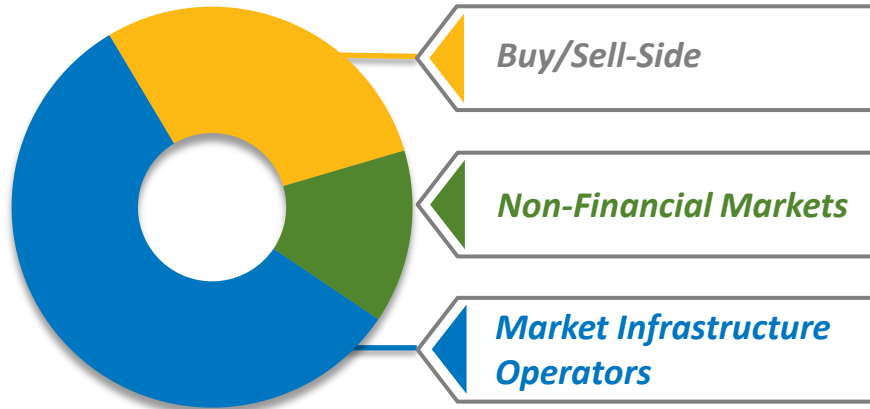 Buy/Sell-Side
Non-Financial Markets
Market Infrastructure
Operators